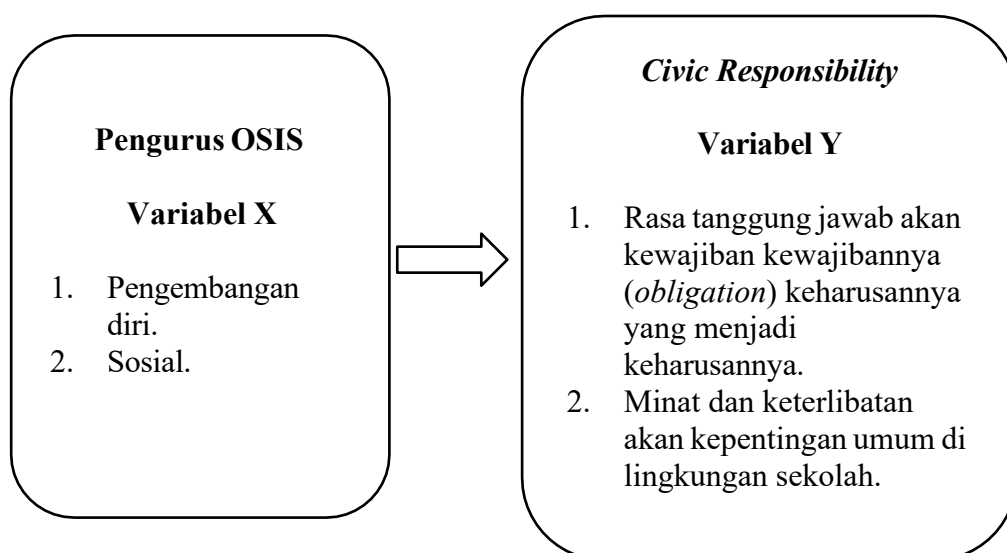 Pengurus OSIS
Variabel X
1. Pengembangan
diri.
2. Sosial.
Civic Responsibility
Variabel Y
1. Rasa tanggung jawab akan
kewajiban kewajibannya
(obligation) keharusannya
yang menjadi
keharusannya.
2. Minat dan keterlibatan
akan kepentingan umum di
lingkungan sekolah.